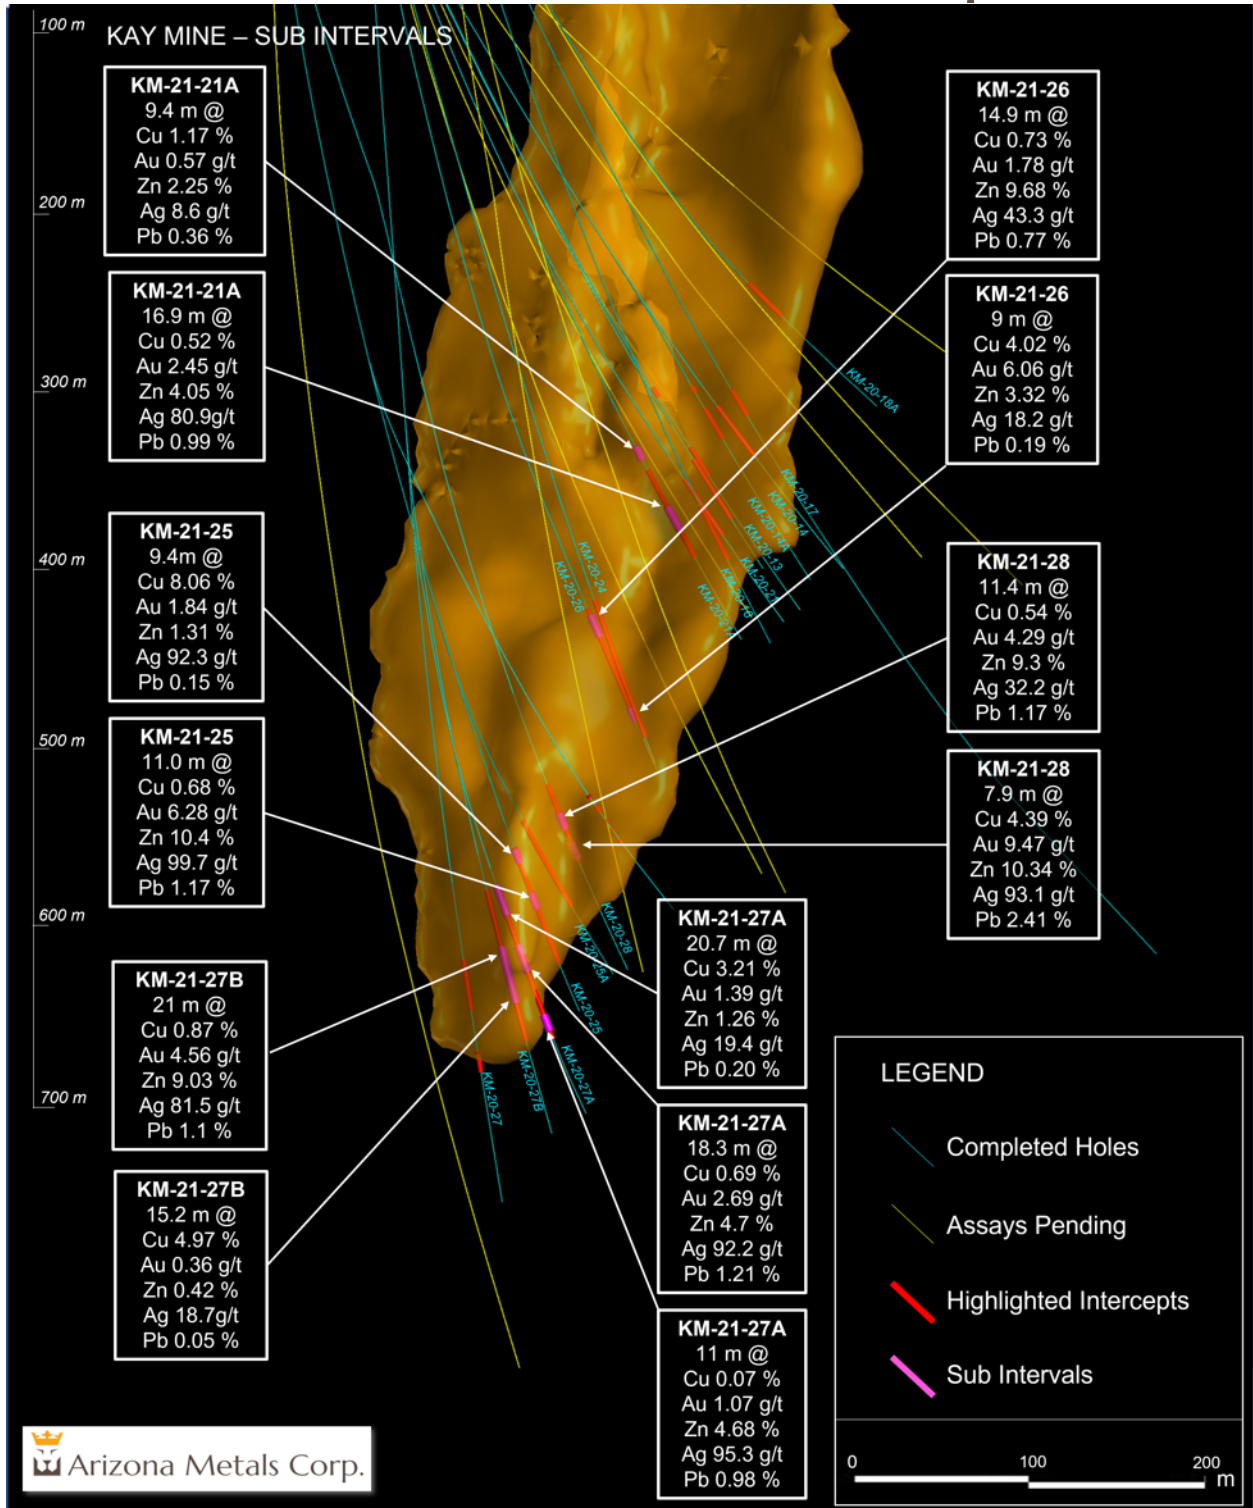 100 m
KAY MINE – SUB INTERVALS
KM-21-21A
9.4 m @
Cu 1.17 %
Au 0.57 g/t
Zn 2.25 %
Ag 8.6 g/t
Pb 0.36 %
KM-21-26
14.9 m @
Cu 0.73 %
Au 1.78 g/t
Zn 9.68 %
Ag 43.3 g/t
Pb 0.77 %
200 m
KM-21-21A
16.9 m @
Cu 0.52 %
Au 2.45 g/t
Zn 4.05 %
Ag 80.9g/t
Pb 0.99 %
KM-21-26
9 m @
Cu 4.02 %
Au 6.06 g/t
Zn 3.32 %
Ag 18.2 g/t
Pb 0.19 %
300 m
KM-20-18A
KM-20-17
KM-20-14
KM-20-14A
KM-20-13
KM-20-21
KM-20-16
KM-20-21A
KM-20-24
KM-20-26
400 m
KM-21-25
9.4m @
Cu 8.06 %
Au 1.84 g/t
Zn 1.31 %
Ag 92.3 g/t
Pb 0.15 %
KM-21-28
11.4 m @
Cu 0.54 %
Au 4.29 g/t
Zn 9.3 %
Ag 32.2 g/t
Pb 1.17 %
500 m
KM-21-25
11.0 m @
Cu 0.68 %
Au 6.28 g/t
Zn 10.4 %
Ag 99.7 g/t
Pb 1.17 %
KM-21-28
7.9 m @
Cu 4.39 %
Au 9.47 g/t
Zn 10.34 %
Ag 93.1 g/t
Pb 2.41 %
600 m
KM-20-28
KM-20-25A
KM-20-25
KM-20-27A
KM-20-27B
KM-20-27
KM-21-27A
20.7 m @
Cu 3.21 %
Au 1.39 g/t
Zn 1.26 %
Ag 19.4 g/t
Pb 0.20 %
KM-21-27B
21 m @
Cu 0.87 %
Au 4.56 g/t
Zn 9.03 %
Ag 81.5 g/t
Pb 1.1 %
700 m
KM-21-27A
18.3 m @
Cu 0.69 %
Au 2.69 g/t
Zn 4.7 %
Ag 92.2 g/t
Pb 1.21 %
KM-21-27B
15.2 m @
Cu 4.97 %
Au 0.36 g/t
Zn 0.42 %
Ag 18.7g/t
Pb 0.05 %
KM-21-27A
11 m @
Cu 0.07 %
Au 1.07 g/t
Zn 4.68 %
Ag 95.3 g/t
Pb 0.98 %
LEGEND
Completed Holes
Assays Pending
Highlighted Intercepts
Sub Intervals
0 100 200
m
Arizona Metals Corp.